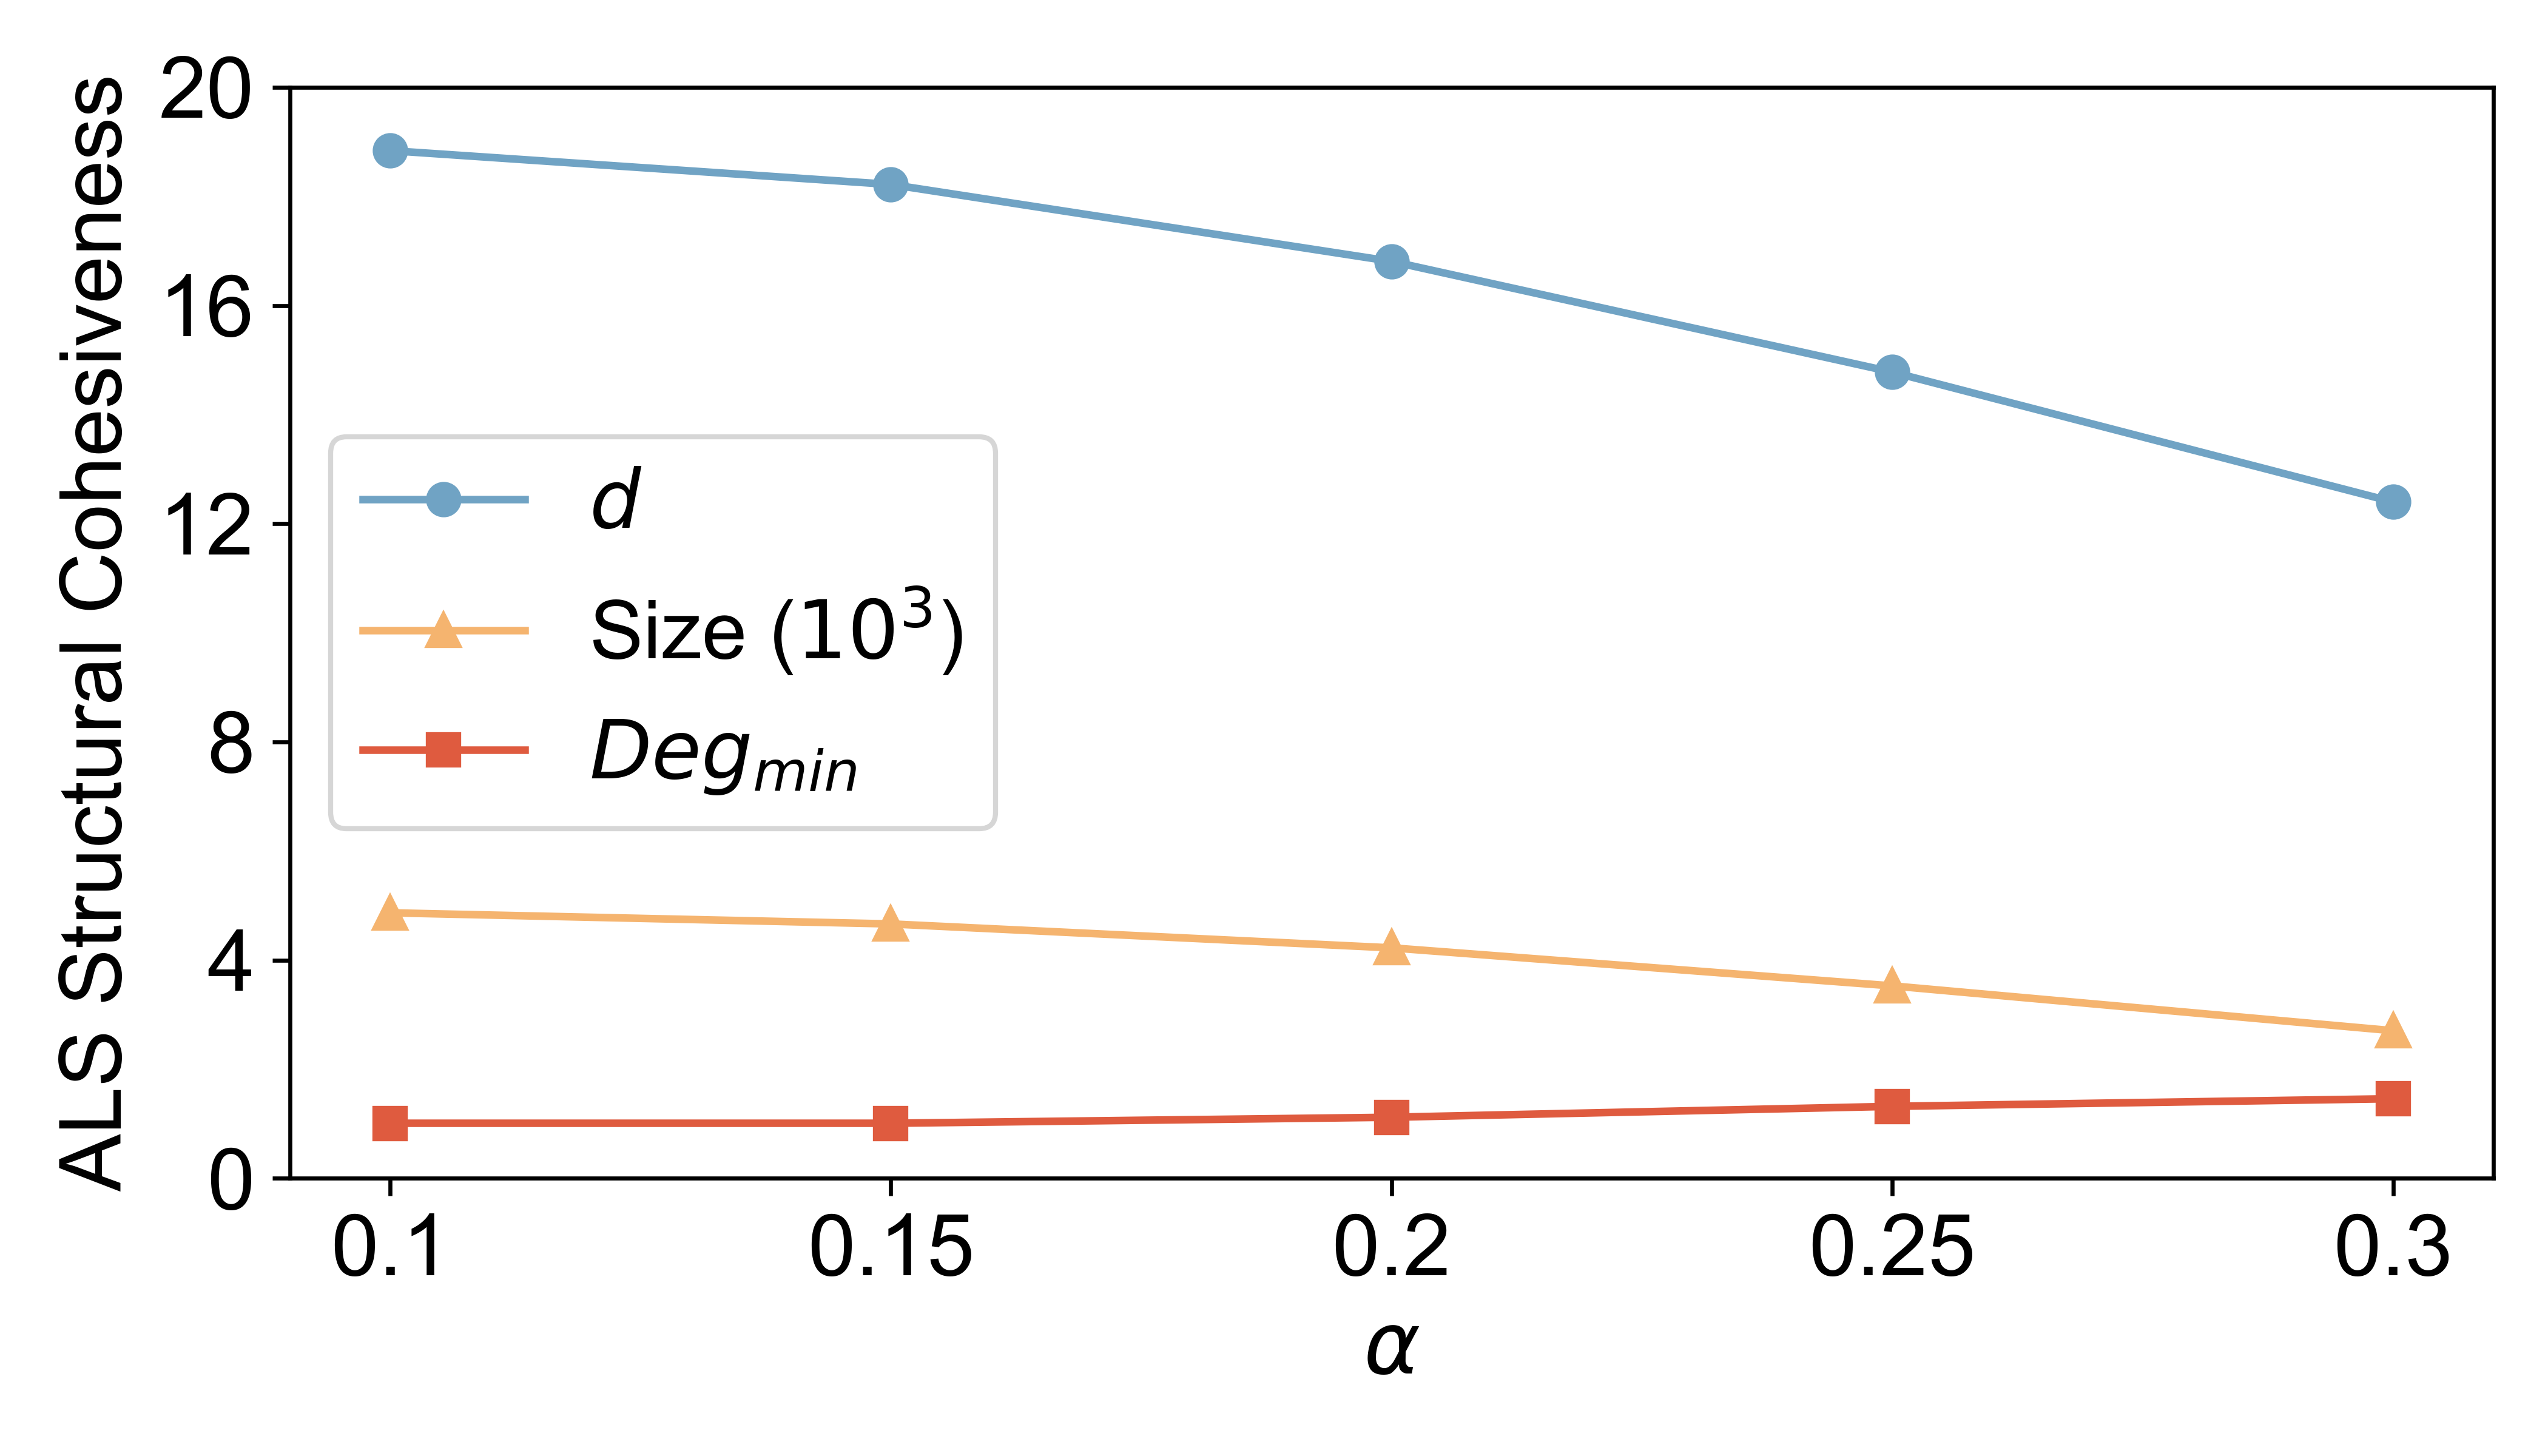 ALS Structural Cohesiveness
20
16
12
8
4
0
d
Size (10³)
Deg_min
0.1 0.15 0.2 0.25 0.3
α